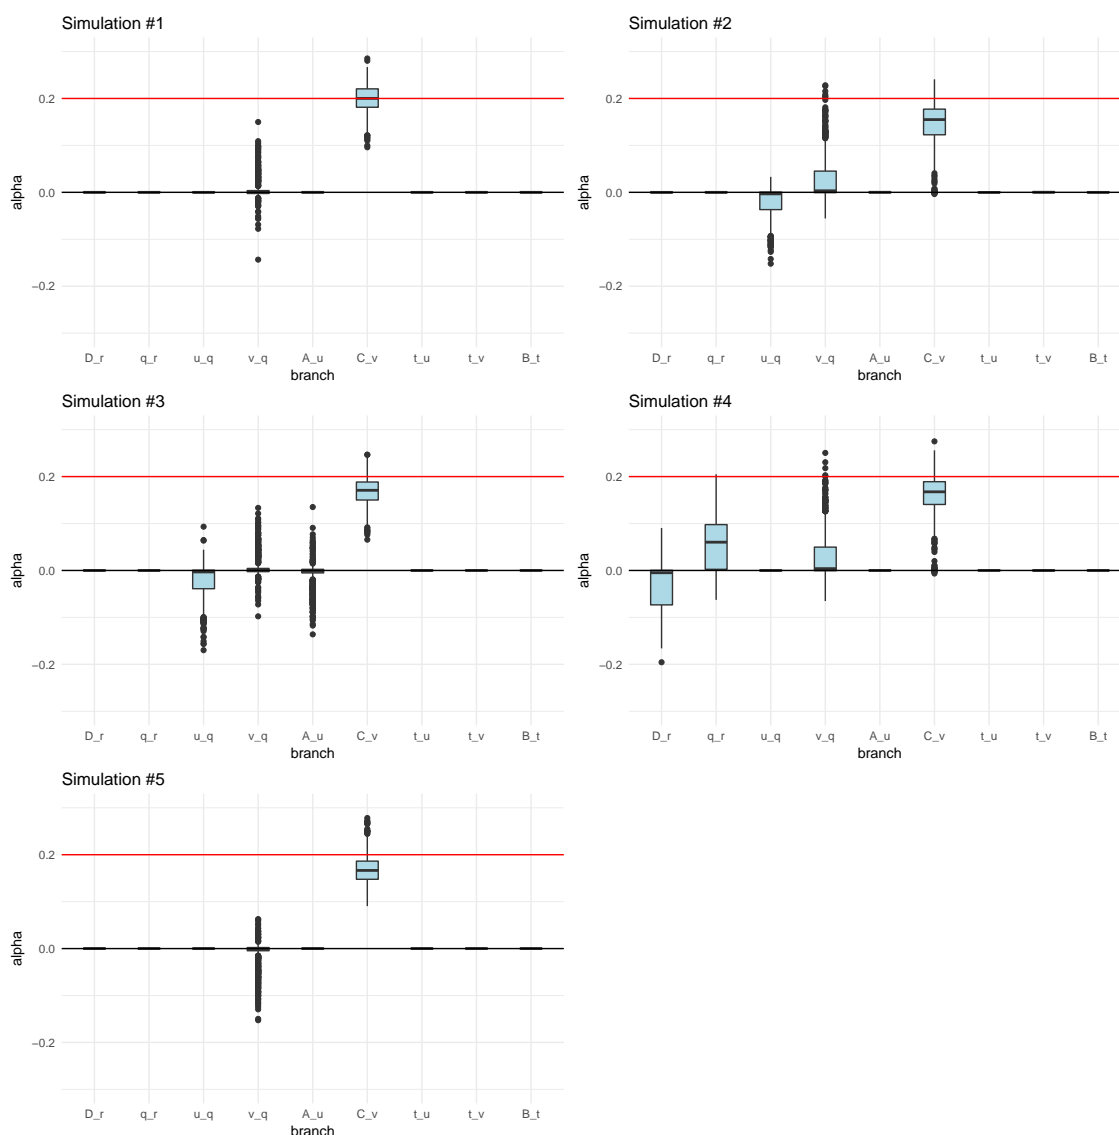 Simulation #1
0.2
0.0
−0.2
alpha
D_r q_r u_q v_q A_u C_v t_u t_v B_t
branch
Simulation #2
0.2
0.0
−0.2
alpha
D_r q_r u_q v_q A_u C_v t_u t_v B_t
branch
Simulation #3
0.2
0.0
−0.2
alpha
D_r q_r u_q v_q A_u C_v t_u t_v B_t
branch
Simulation #4
0.2
0.0
−0.2
alpha
D_r q_r u_q v_q A_u C_v t_u t_v B_t
branch
Simulation #5
0.2
0.0
−0.2
alpha
D_r q_r u_q v_q A_u C_v t_u t_v B_t
branch